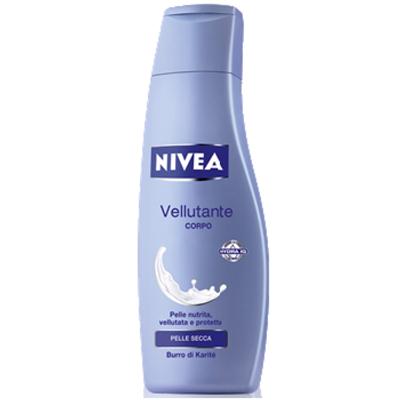 NIVEA
Vellutante
CORPO
HYDRA IQ
Pelle nutrita,
vellutata e protetta
PELLE SECCA
Burro di Karité